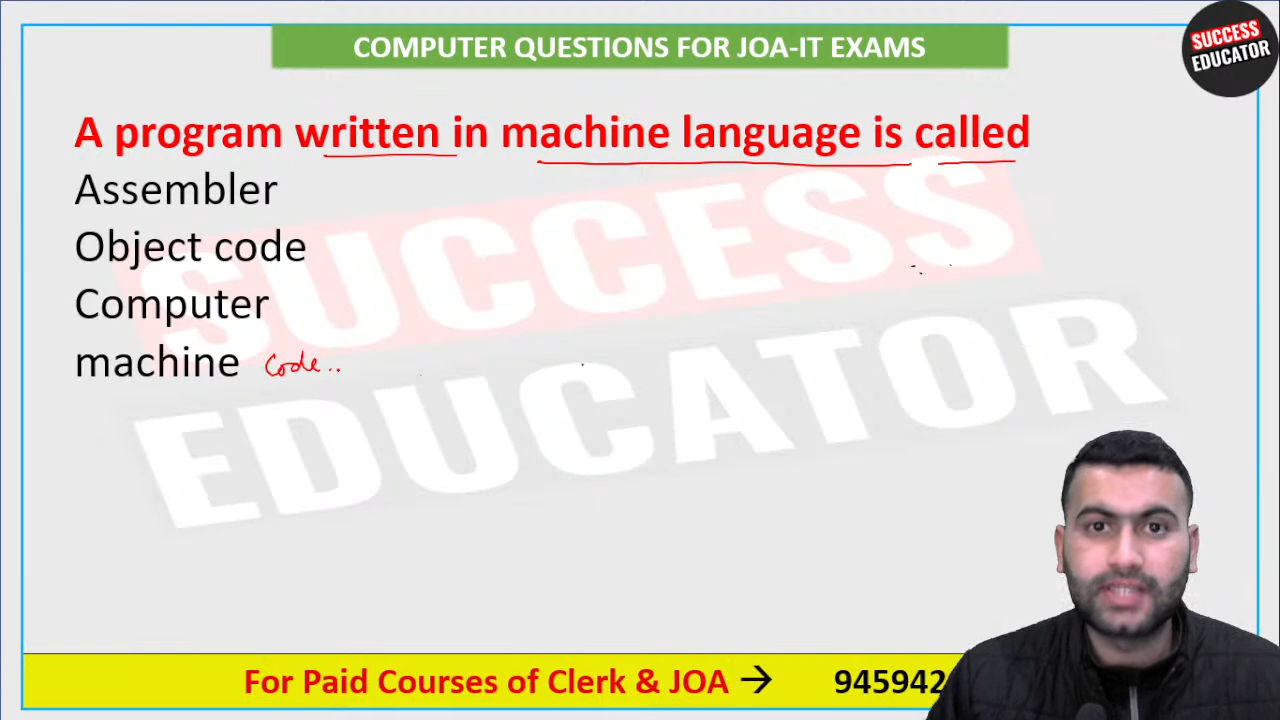 COMPUTER QUESTIONS FOR JOA-IT EXAMS
SUCCESS
EDUCATOR
A program written in machine language is called
Assembler
Object code
Computer
machine code..
SUCCESS
EDUCATOR
For Paid Courses of Clerk & JOA → 945942